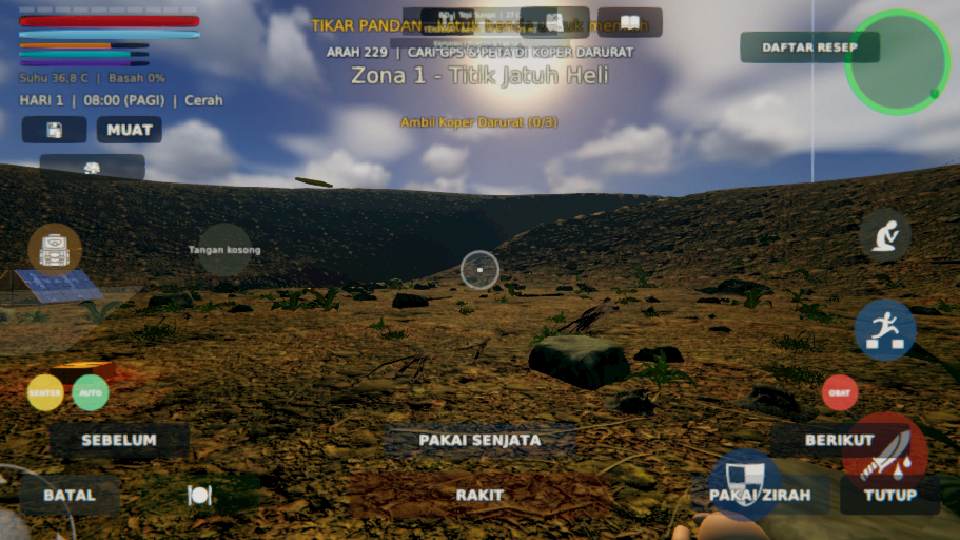 TIKAR PANDAN
ARAH 229 | CARI GPS & PETA DI KOPER DARURAT
Zona 1 - Titik Jatuh Heli
Ambil Koper Darurat (0/3)
DAFTAR RESEP
Suhu 36,8 C | Basah 0%
HARI 1 | 08:00 (PAGI) | Cerah
MUAT
Tangan kosong
SENTER
AUTO
OBAT
SEBELUM
PAKAI SENJATA
BERIKUT
BATAL
RAKIT
PAKAI ZIRAH
TUTUP